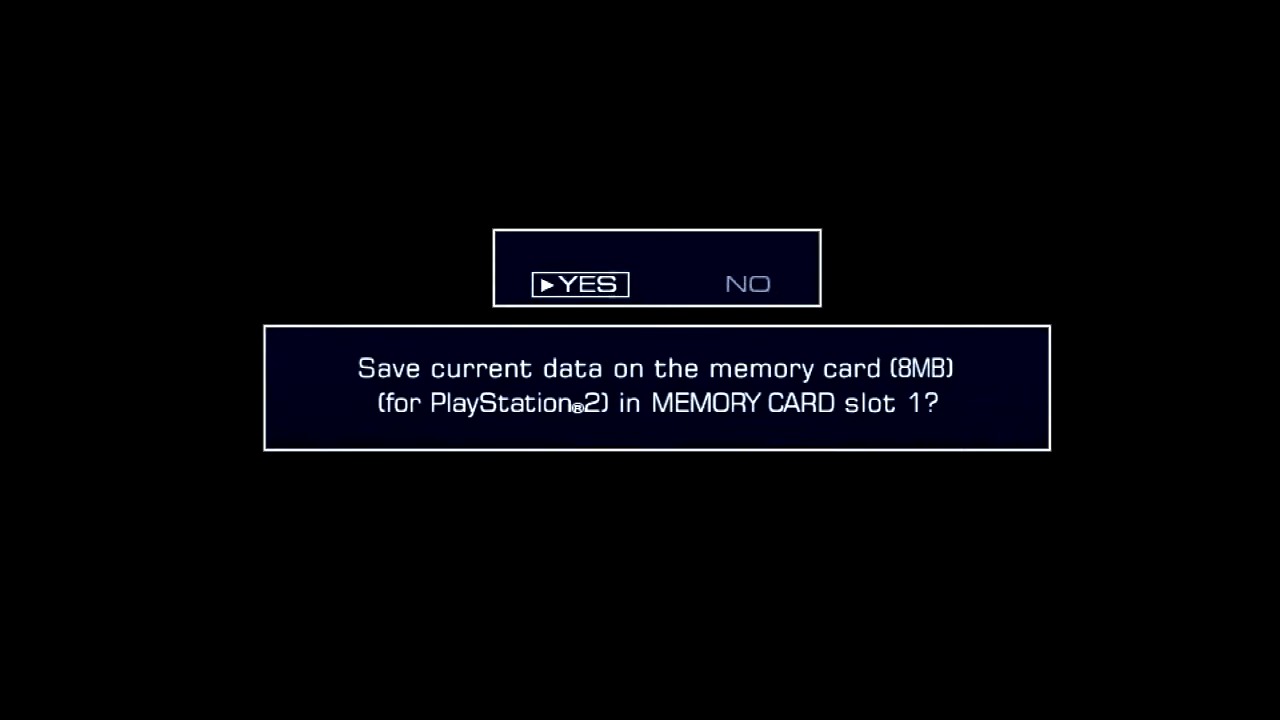 ►YES NO
Save current data on the memory card (8MB)
(for PlayStation®2) in MEMORY CARD slot 1?